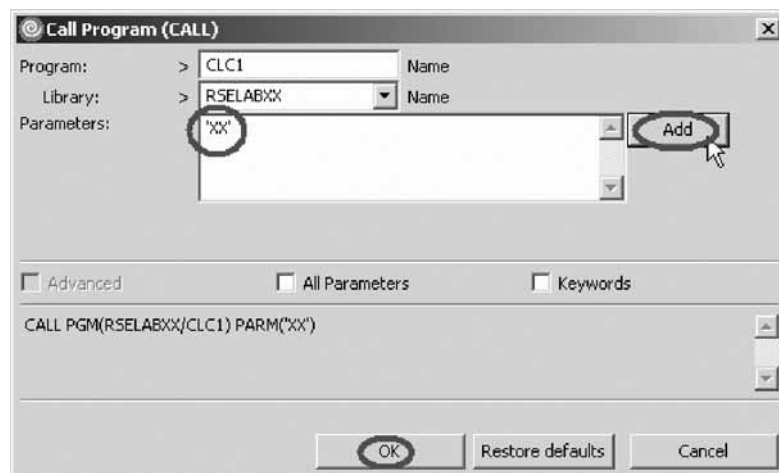 Call Program (CALL)
Program: > CLC1 Name
Library: > RSELABXX Name
Parameters: 'XX' Add
Advanced All Parameters Keywords
CALL PGM(RSELABXX/CLC1) PARM('XX')
OK Restore defaults Cancel